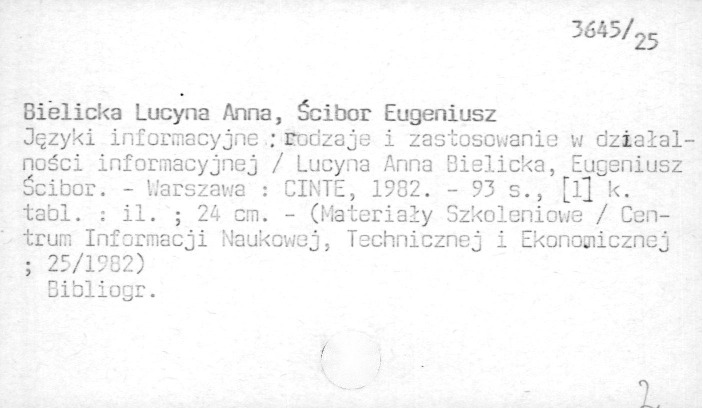 3645/25
Bielicka Lucyna Anna, Ścibor Eugeniusz
Języki informacyjne : rodzaje i zastosowanie w działal-
ności informacyjnej / Lucyna Anna Bielicka, Eugeniusz
Ścibor. - Warszawa : CINTE, 1982. - 93 s., [1] k.
tabl. : il. ; 24 cm. - (Materiały Szkoleniowe / Cen-
trum Informacji Naukowej, Technicznej i Ekonomicznej
; 25/1982)
Bibliogr.
2.